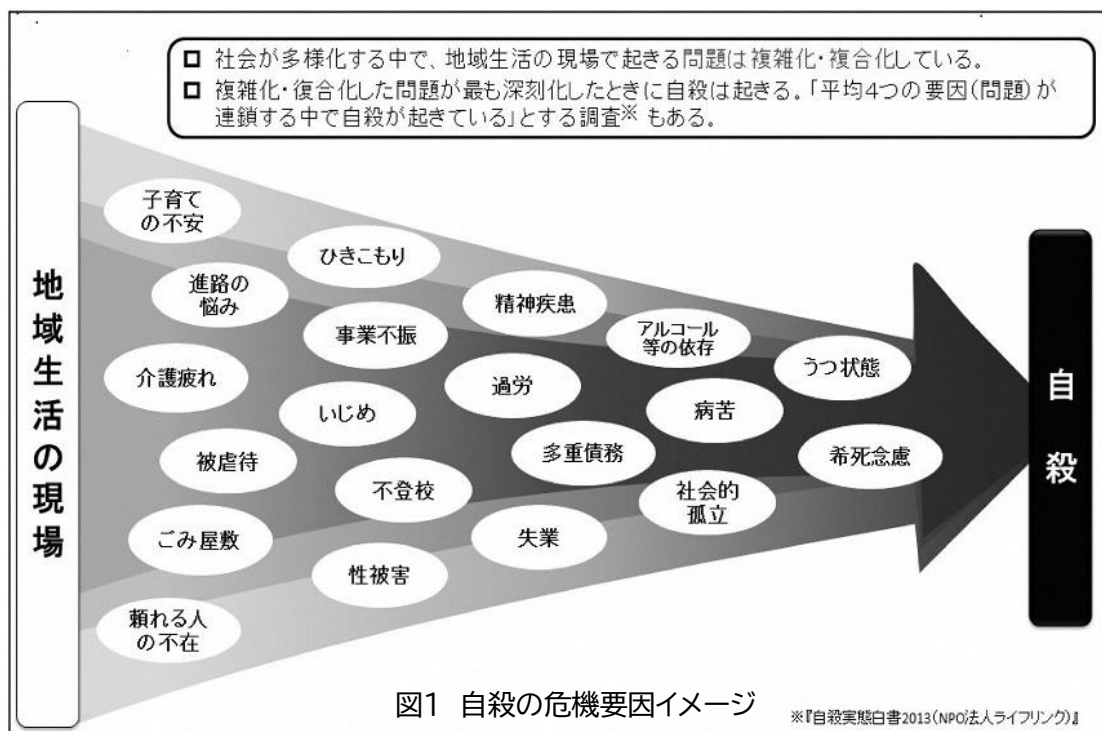 □ 社会が多様化する中で、地域生活の現場で起きる問題は複雑化・複合化している。
□ 複雑化・復合化した問題が最も深刻化したときに自殺は起きる。「平均4つの要因(問題)が
連鎖する中で自殺が起きている」とする調査※ もある。
地域生活の現場
子育て
の不安
進路の
悩み
介護疲れ
被虐待
ごみ屋敷
頼れる人
の不在
ひきこもり
事業不振
いじめ
不登校
性被害
精神疾患
過労
多重債務
失業
アルコール
等の依存
病苦
社会的
孤立
うつ状態
希死念慮
自殺
図1 自殺の危機要因イメージ
※『自殺実態白書2013(NPO法人ライフリンク)』